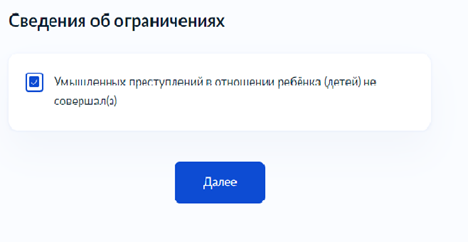 Сведения об ограничениях
Умышленных преступлений в отношении ребёнка (детей) не
совершал(а)
Далее